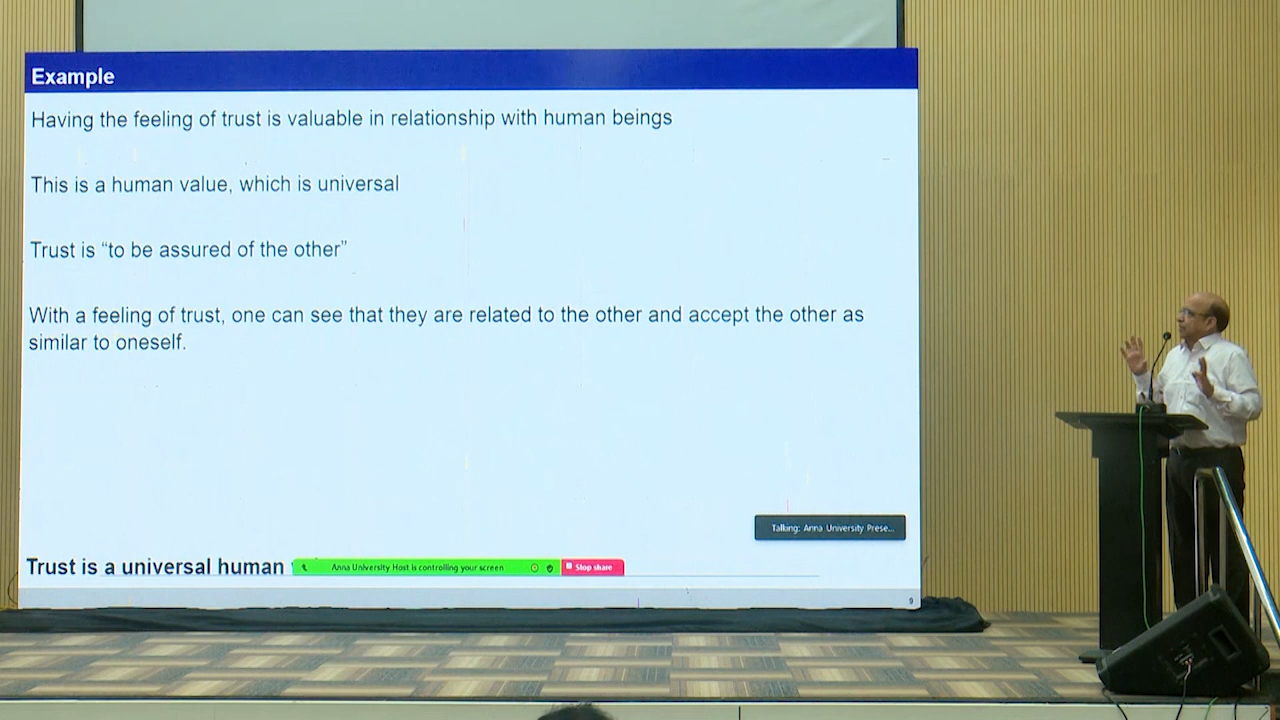 Example
Having the feeling of trust is valuable in relationship with human beings
This is a human value, which is universal
Trust is “to be assured of the other”
With a feeling of trust, one can see that they are related to the other and accept the other as
similar to oneself.
Talking: Anna University Prese...
Trust is a universal human
Anna University Host is controlling your screen
Stop share
9